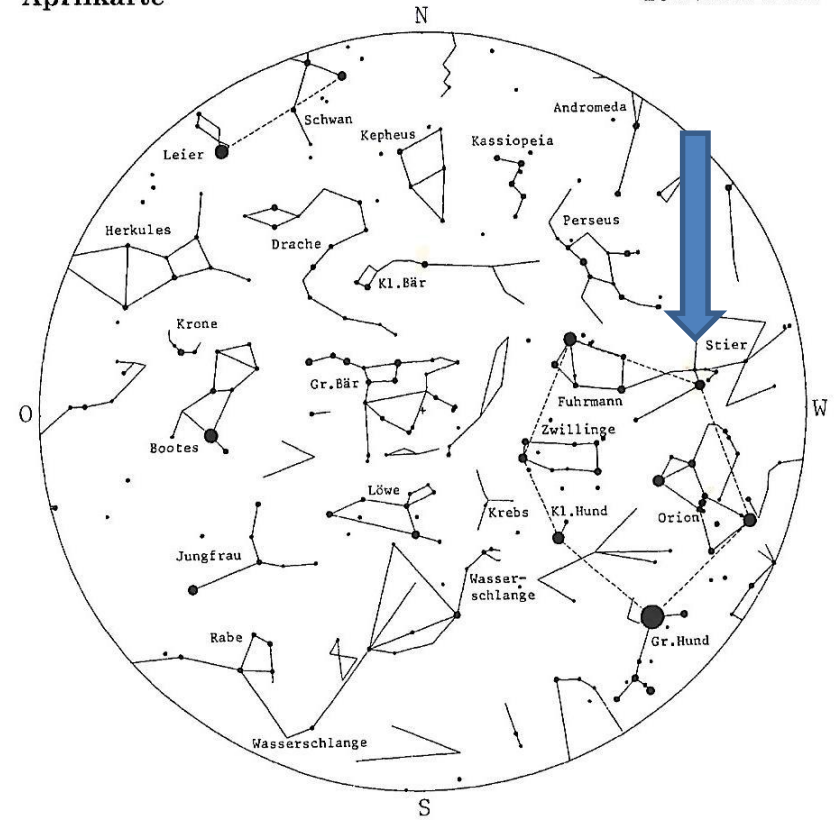 Aprilkarte
N
Andromeda
Schwan
Kepheus
Kassiopeia
Leier
Perseus
Herkules
Drache
Kl.Bär
Krone
Stier
Gr.Bär
Fuhrmann
O
W
Zwillinge
Bootes
Löwe
Krebs
Kl.Hund
Orion
Jungfrau
Wasser-
schlange
Rabe
Gr.Hund
Wasserschlange
S